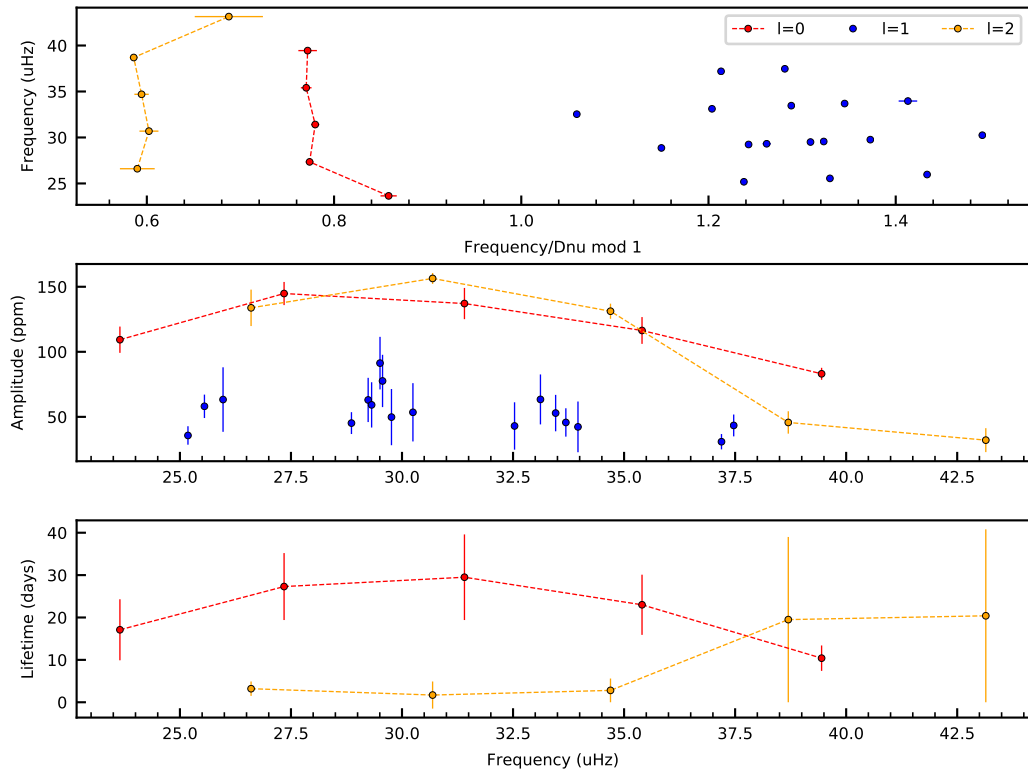 40
35
30
25
Frequency (uHz)
l=0 l=1 l=2
0.6 0.8 1.0 1.2 1.4
Frequency/Dnu mod 1
150
100
50
Amplitude (ppm)
25.0 27.5 30.0 32.5 35.0 37.5 40.0 42.5
40
30
20
10
0
Lifetime (days)
25.0 27.5 30.0 32.5 35.0 37.5 40.0 42.5
Frequency (uHz)